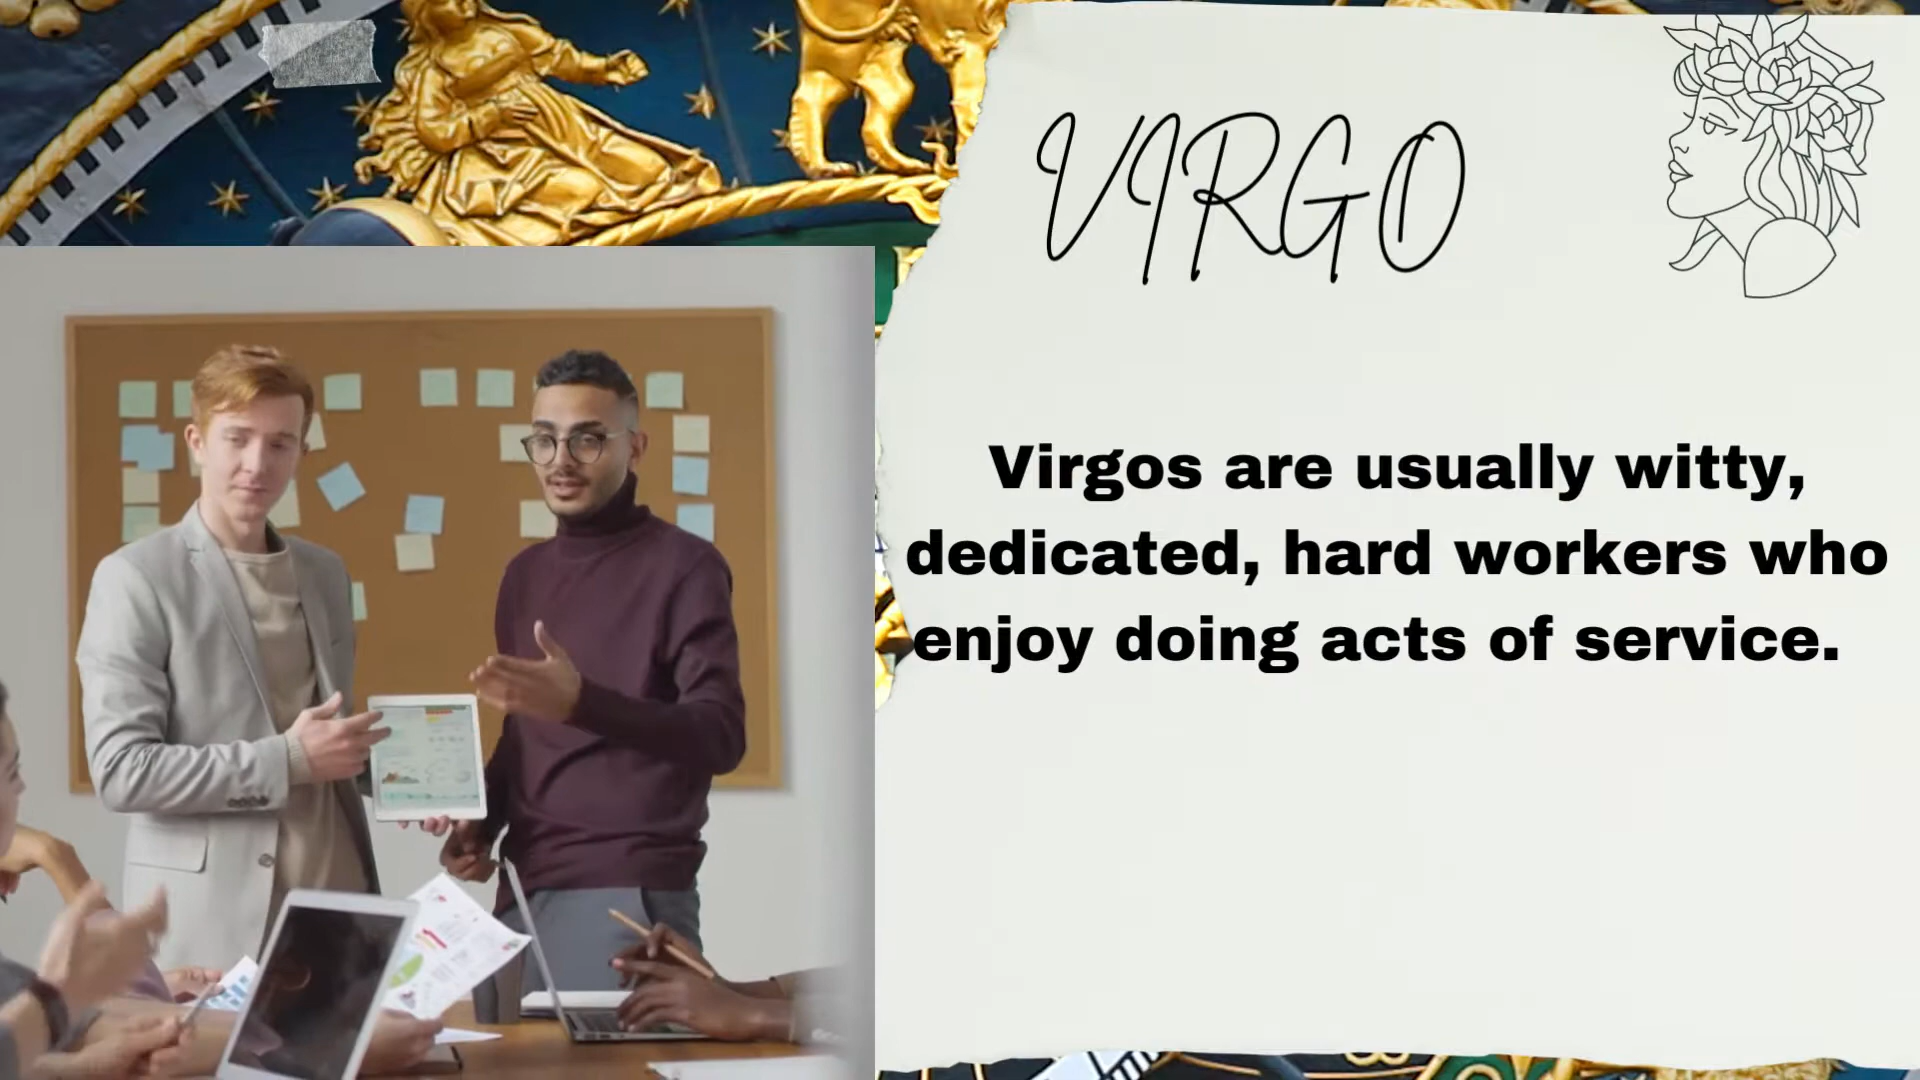 VIRGO
Virgos are usually witty,
dedicated, hard workers who
enjoy doing acts of service.